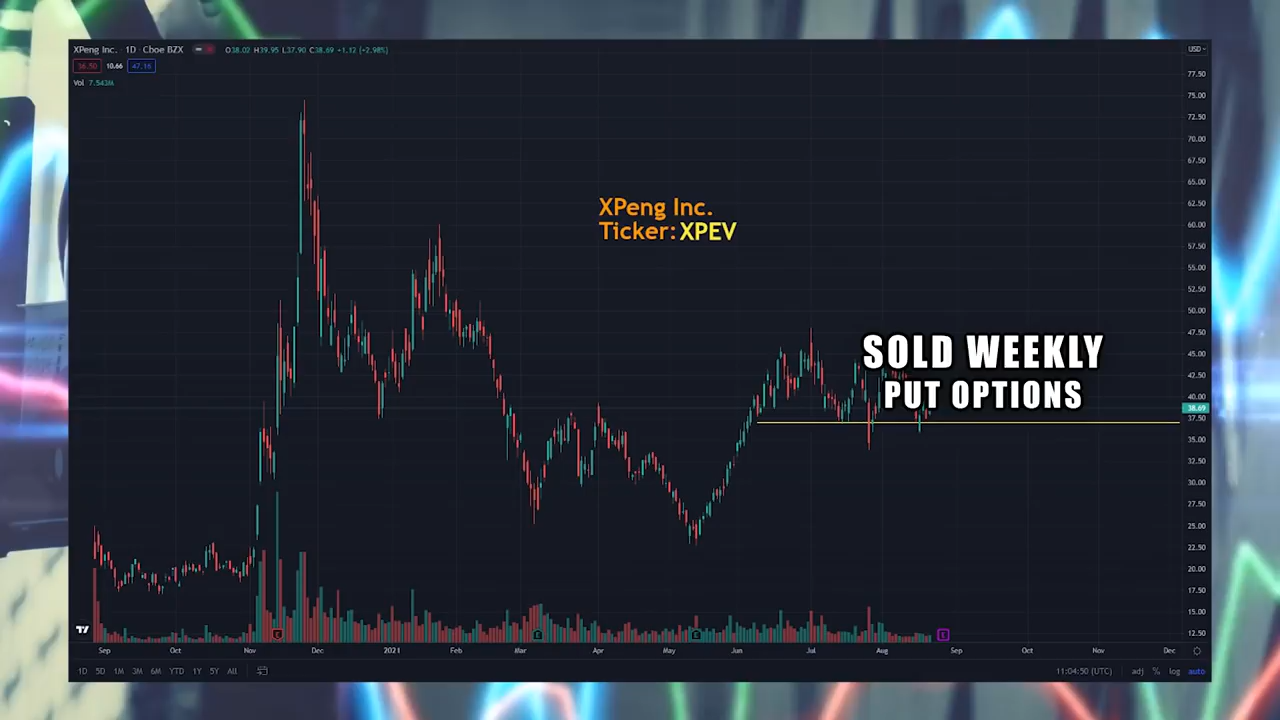 XPeng Inc. 1D Cboe BZX O38.02 H39.95 L37.90 C38.69 +1.12 (+2.98%)
36.50 10.66 47.16
Vol 7.543M
USD
77.50
75.00
72.50
70.00
67.50
65.00
62.50
60.00
57.50
55.00
52.50
50.00
47.50
45.00
42.50
40.00
38.69
37.50
35.00
32.50
30.00
27.50
25.00
22.50
20.00
17.50
15.00
12.50
XPeng Inc.
Ticker: XPEV
SOLD WEEKLY
PUT OPTIONS
E E E E
Sep Oct Nov Dec 2021 Feb Mar Apr May Jun Jul Aug Sep Oct Nov Dec
1D 5D 1M 3M 6M YTD 1Y 5Y All 11:04:50 (UTC) adj % log auto